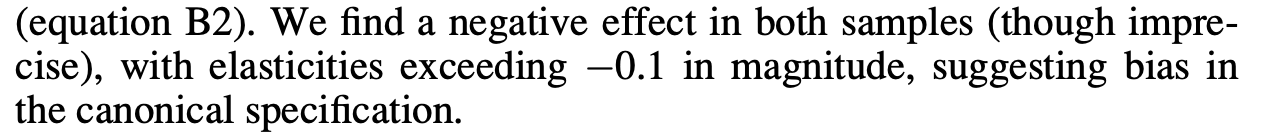 (equation B2). We find a negative effect in both samples (though impre-
cise), with elasticities exceeding −0.1 in magnitude, suggesting bias in
the canonical specification.